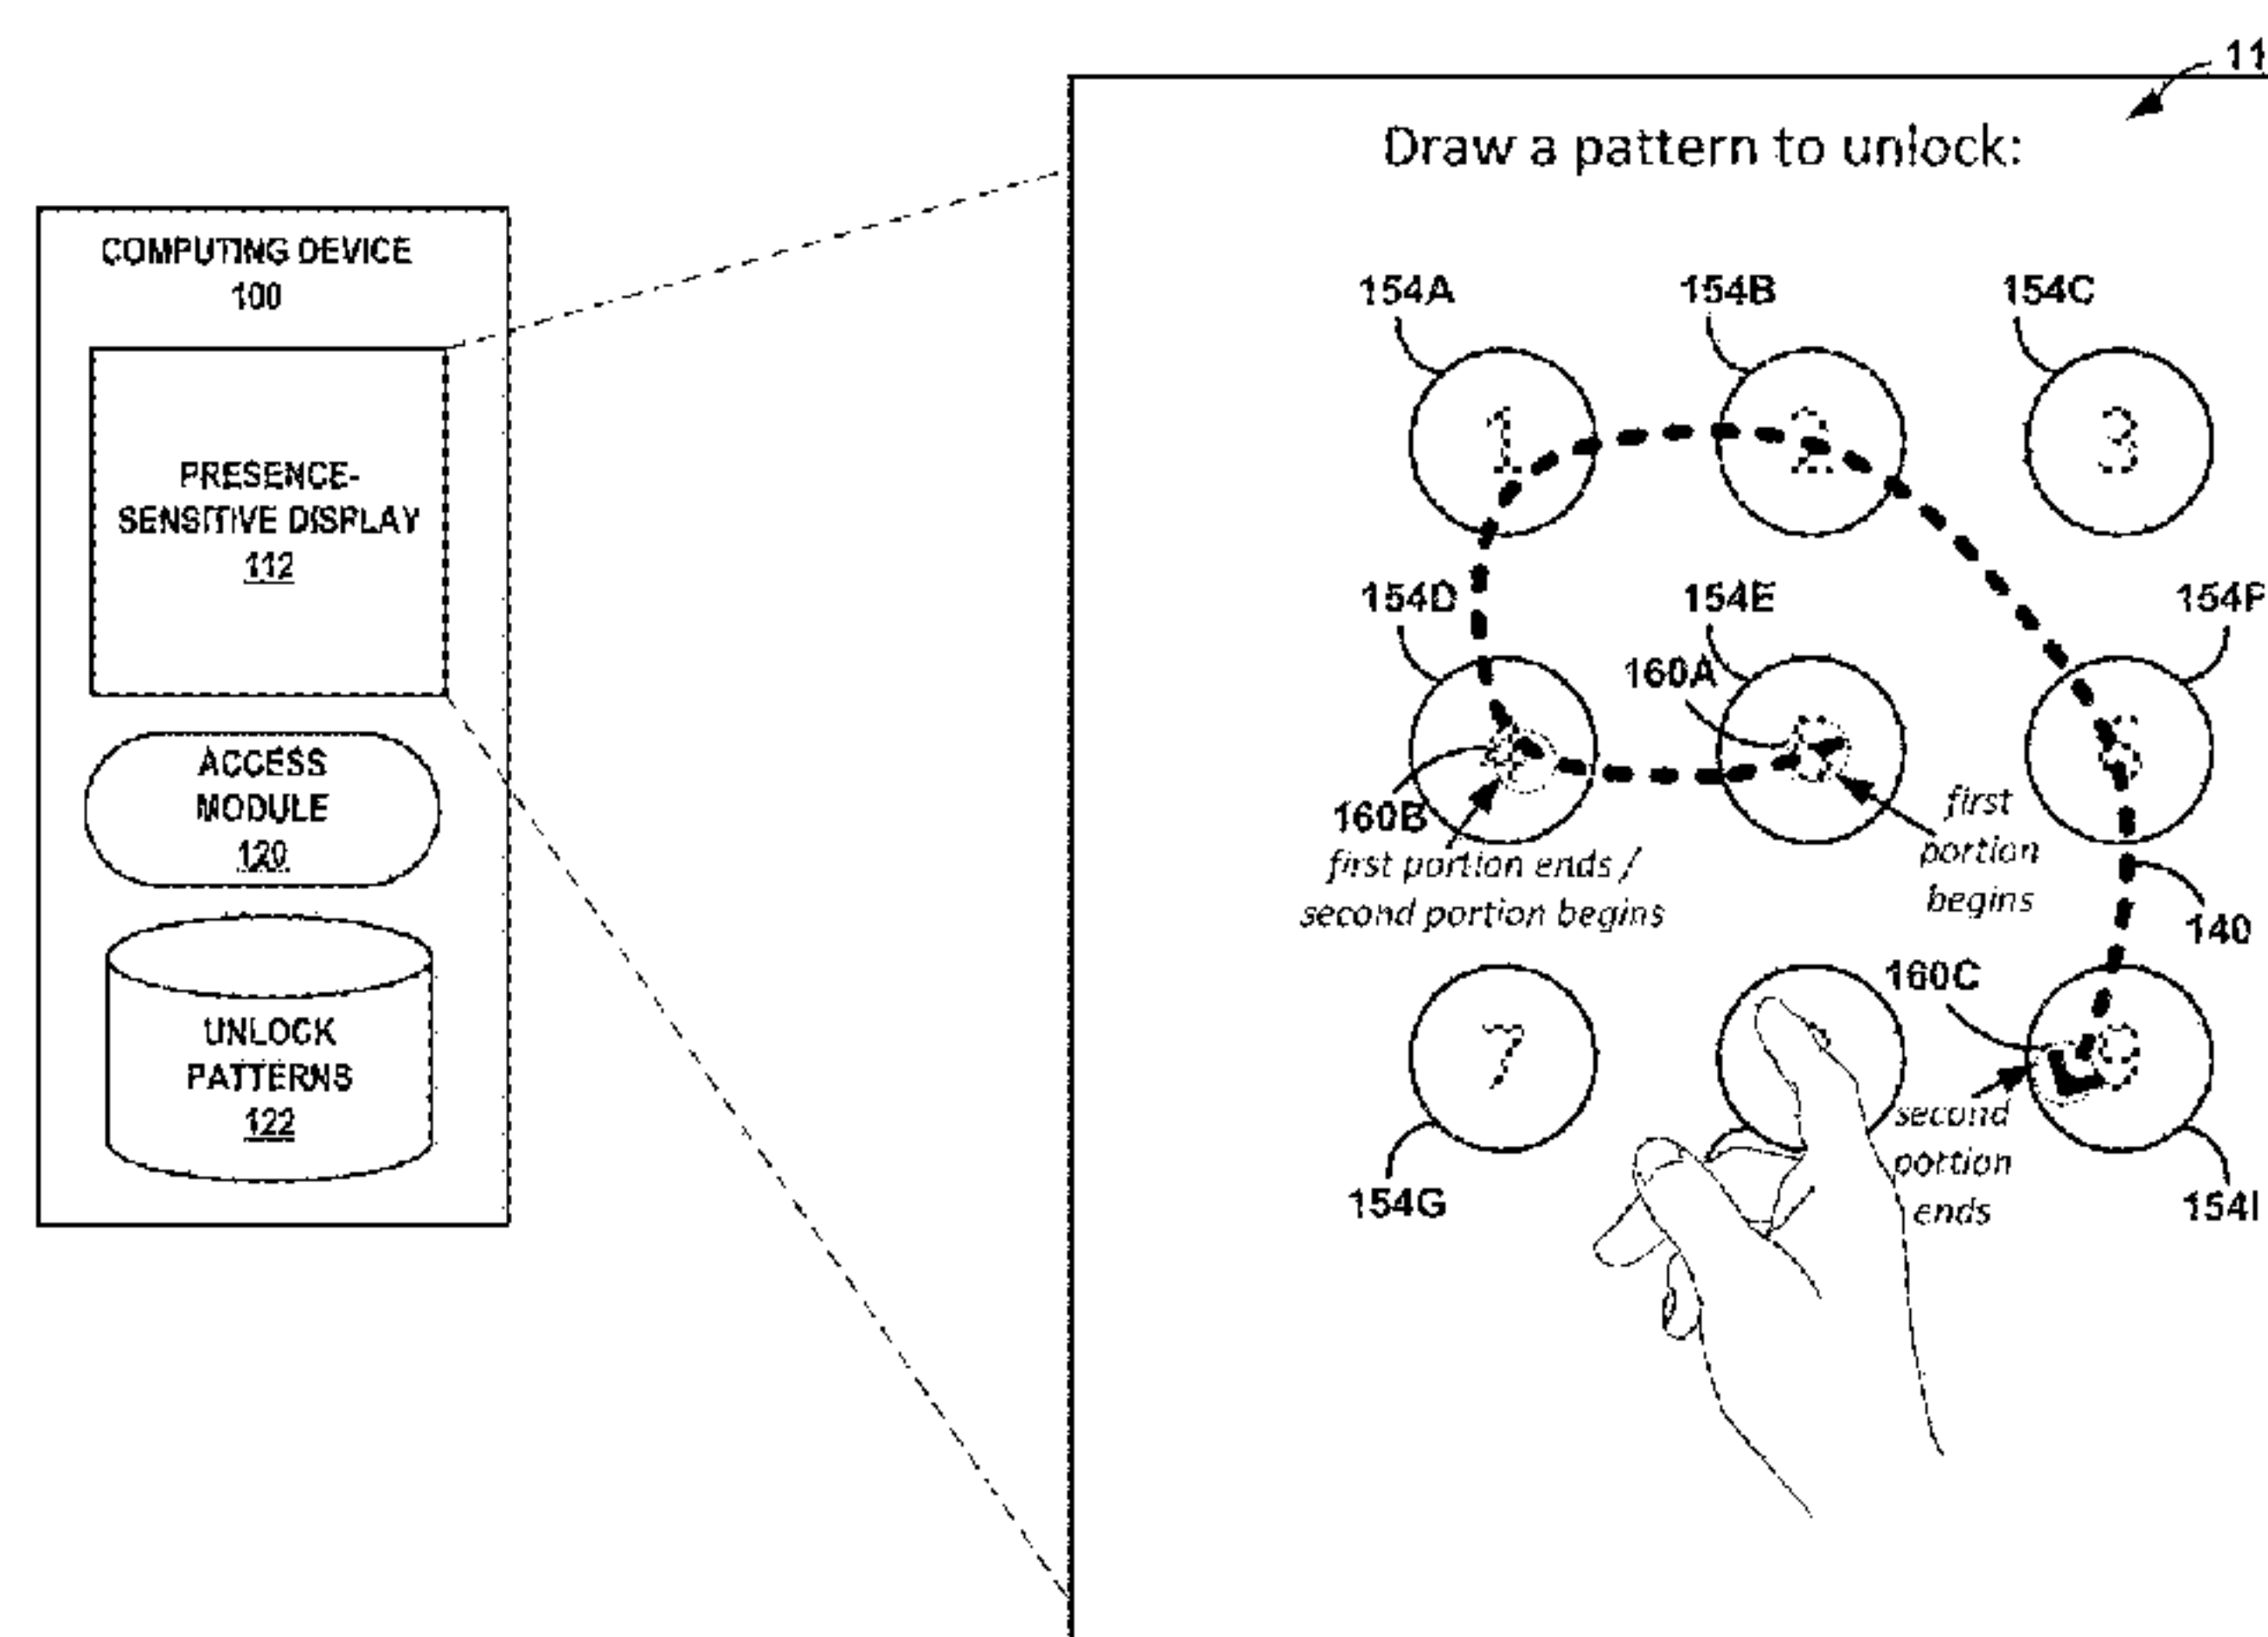 11
Draw a pattern to unlock:
COMPUTING DEVICE
100
PRESENCE-
SENSITIVE DISPLAY
112
ACCESS
MODULE
120
UNLOCK
PATTERNS
122
154A
154B
154C
1
2
3
154D
154E
154F
160A
160B
first portion ends /
second portion begins
first
portion
begins
140
160C
7
second
portion
ends
154G
154I